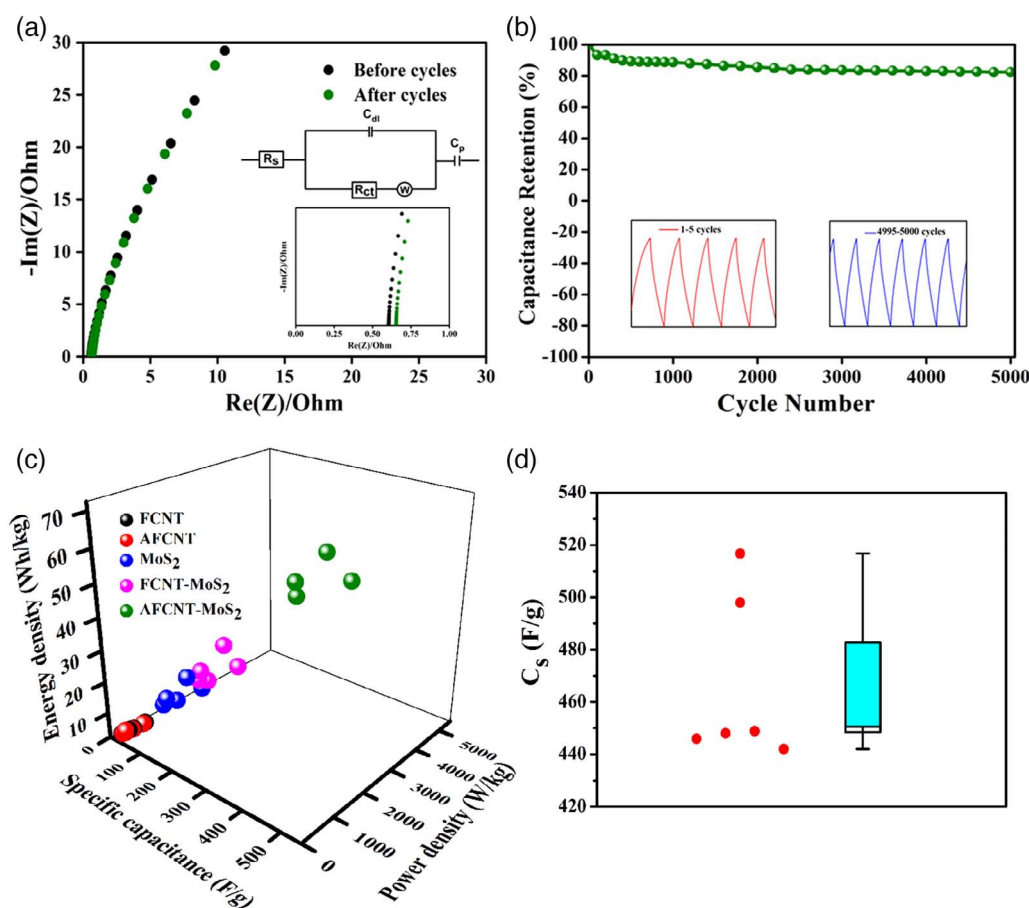 (a)
30
25
20
15
10
5
0
-Im(Z)/Ohm
Before cycles
After cycles
Cdl
Rs
Cp
Rct
W
-Im(Z)/Ohm
0.00 0.25 0.50 0.75 1.00
Re(Z)/Ohm
0 5 10 15 20 25 30
Re(Z)/Ohm
(b)
100
80
60
40
20
0
-20
-40
-60
-80
-100
Capacitance Retention (%)
1-5 cycles
4995-5000 cycles
0 1000 2000 3000 4000 5000
Cycle Number
(c)
70
60
50
40
30
20
10
Energy density (Wh/kg)
FCNT
AFCNT
MoS2
FCNT-MoS2
AFCNT-MoS2
0
100
200
300
400
500
Specific capacitance (F/g)
5000
4000
3000
2000
1000
0
Power density (W/kg)
(d)
540
520
500
480
460
440
420
Cs (F/g)